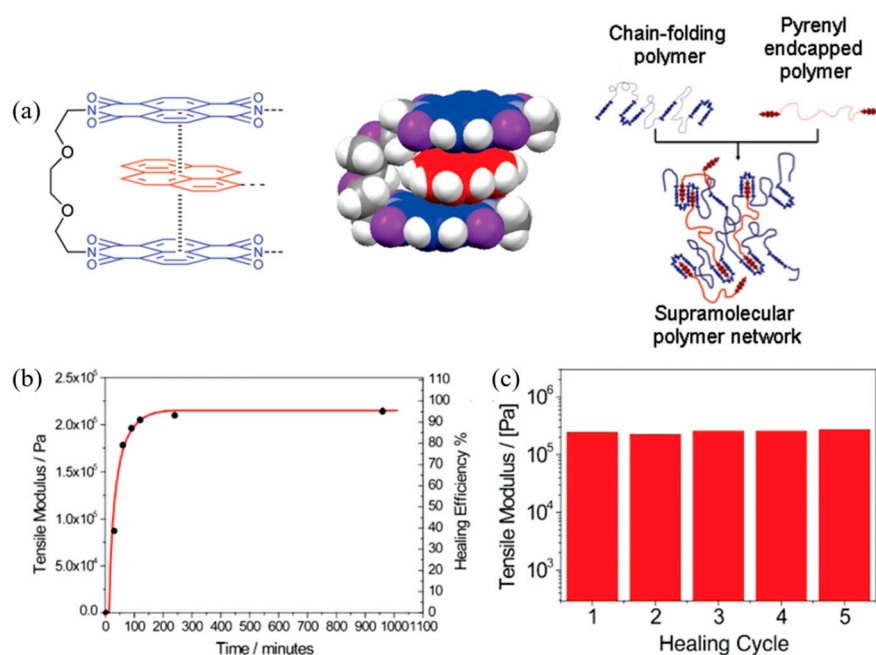 (a)
O
O
N
N
O
O
O
O
O
O
N
N
O
O
Chain-folding
polymer
Pyrenyl
endcapped
polymer
Supramolecular
polymer network
(b)
Tensile Modulus / Pa
2.5x10⁵
2.0x10⁵
1.5x10⁵
1.0x10⁵
5.0x10⁴
0.0
0 100 200 300 400 500 600 700 800 900 1000 1100
Time / minutes
110
100
90
80
70
60
50
40
30
20
10
0
Healing Efficiency %
(c)
Tensile Modulus / [Pa]
10⁶
10⁵
10⁴
10³
1 2 3 4 5
Healing Cycle